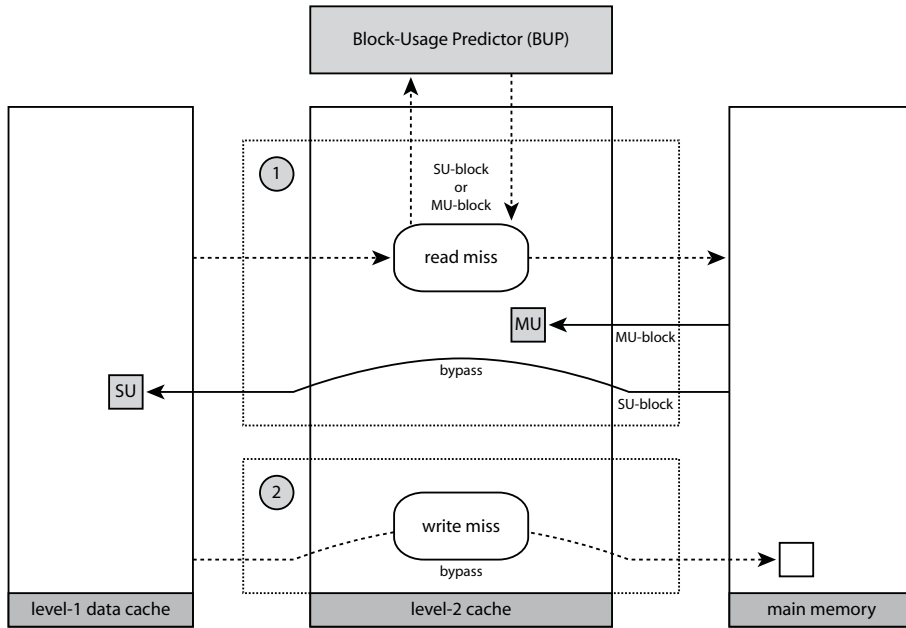 Block-Usage Predictor (BUP)
1
SU-block
or
MU-block
read miss
MU
MU-block
bypass
SU
SU-block
2
write miss
bypass
level-1 data cache
level-2 cache
main memory